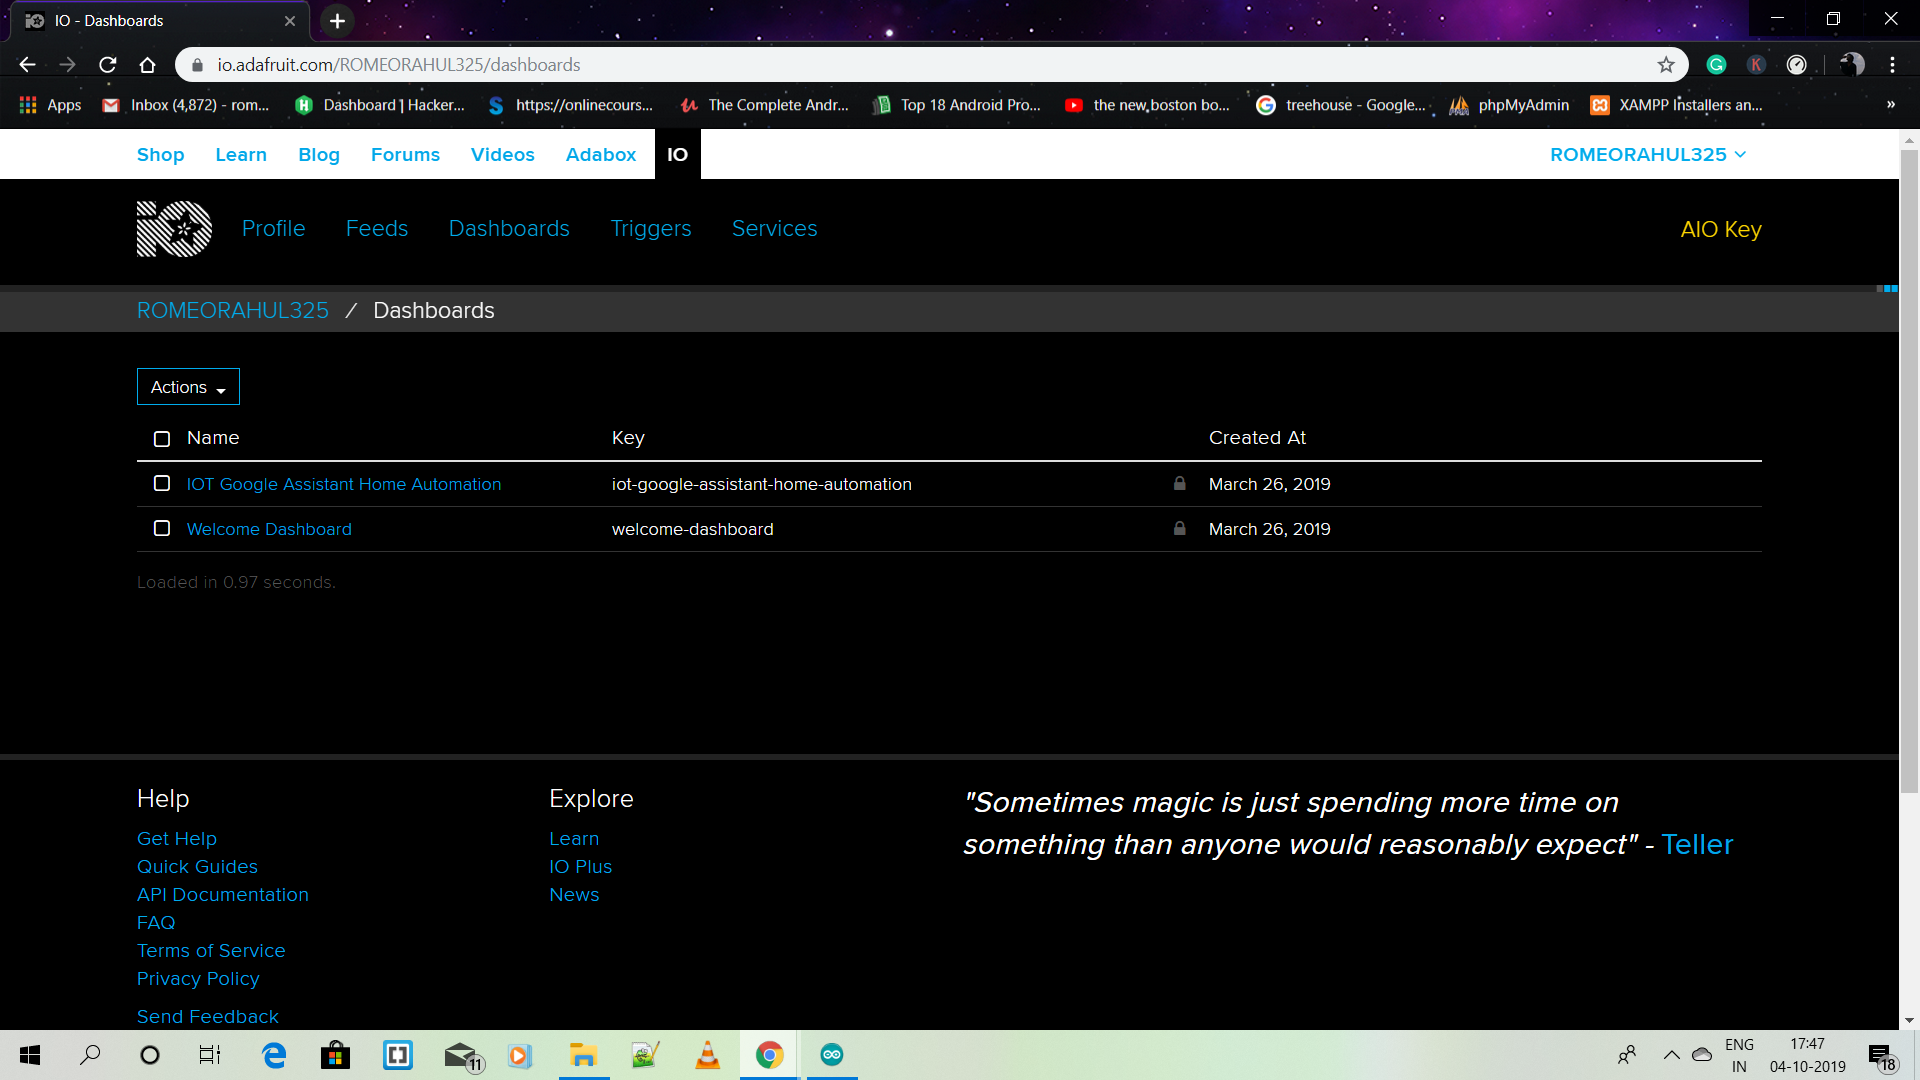 IO - Dashboards
io.adafruit.com/ROMEORAHUL325/dashboards
Apps Inbox (4,872) - rom... Dashboard | Hacker... https://onlinecours... The Complete Andr... Top 18 Android Pro... the new boston bo... treehouse - Google... phpMyAdmin XAMPP Installers an... »
Shop Learn Blog Forums Videos Adabox IO ROMEORAHUL325
iO Profile Feeds Dashboards Triggers Services AIO Key
ROMEORAHUL325 / Dashboards
Actions
Name Key Created At
IOT Google Assistant Home Automation iot-google-assistant-home-automation March 26, 2019
Welcome Dashboard welcome-dashboard March 26, 2019
Loaded in 0.97 seconds.
Help Explore
"Sometimes magic is just spending more time on
something than anyone would reasonably expect" - Teller
Get Help Learn
Quick Guides IO Plus
API Documentation News
FAQ
Terms of Service
Privacy Policy
Send Feedback
11
ENG
IN
17:47
04-10-2019
18